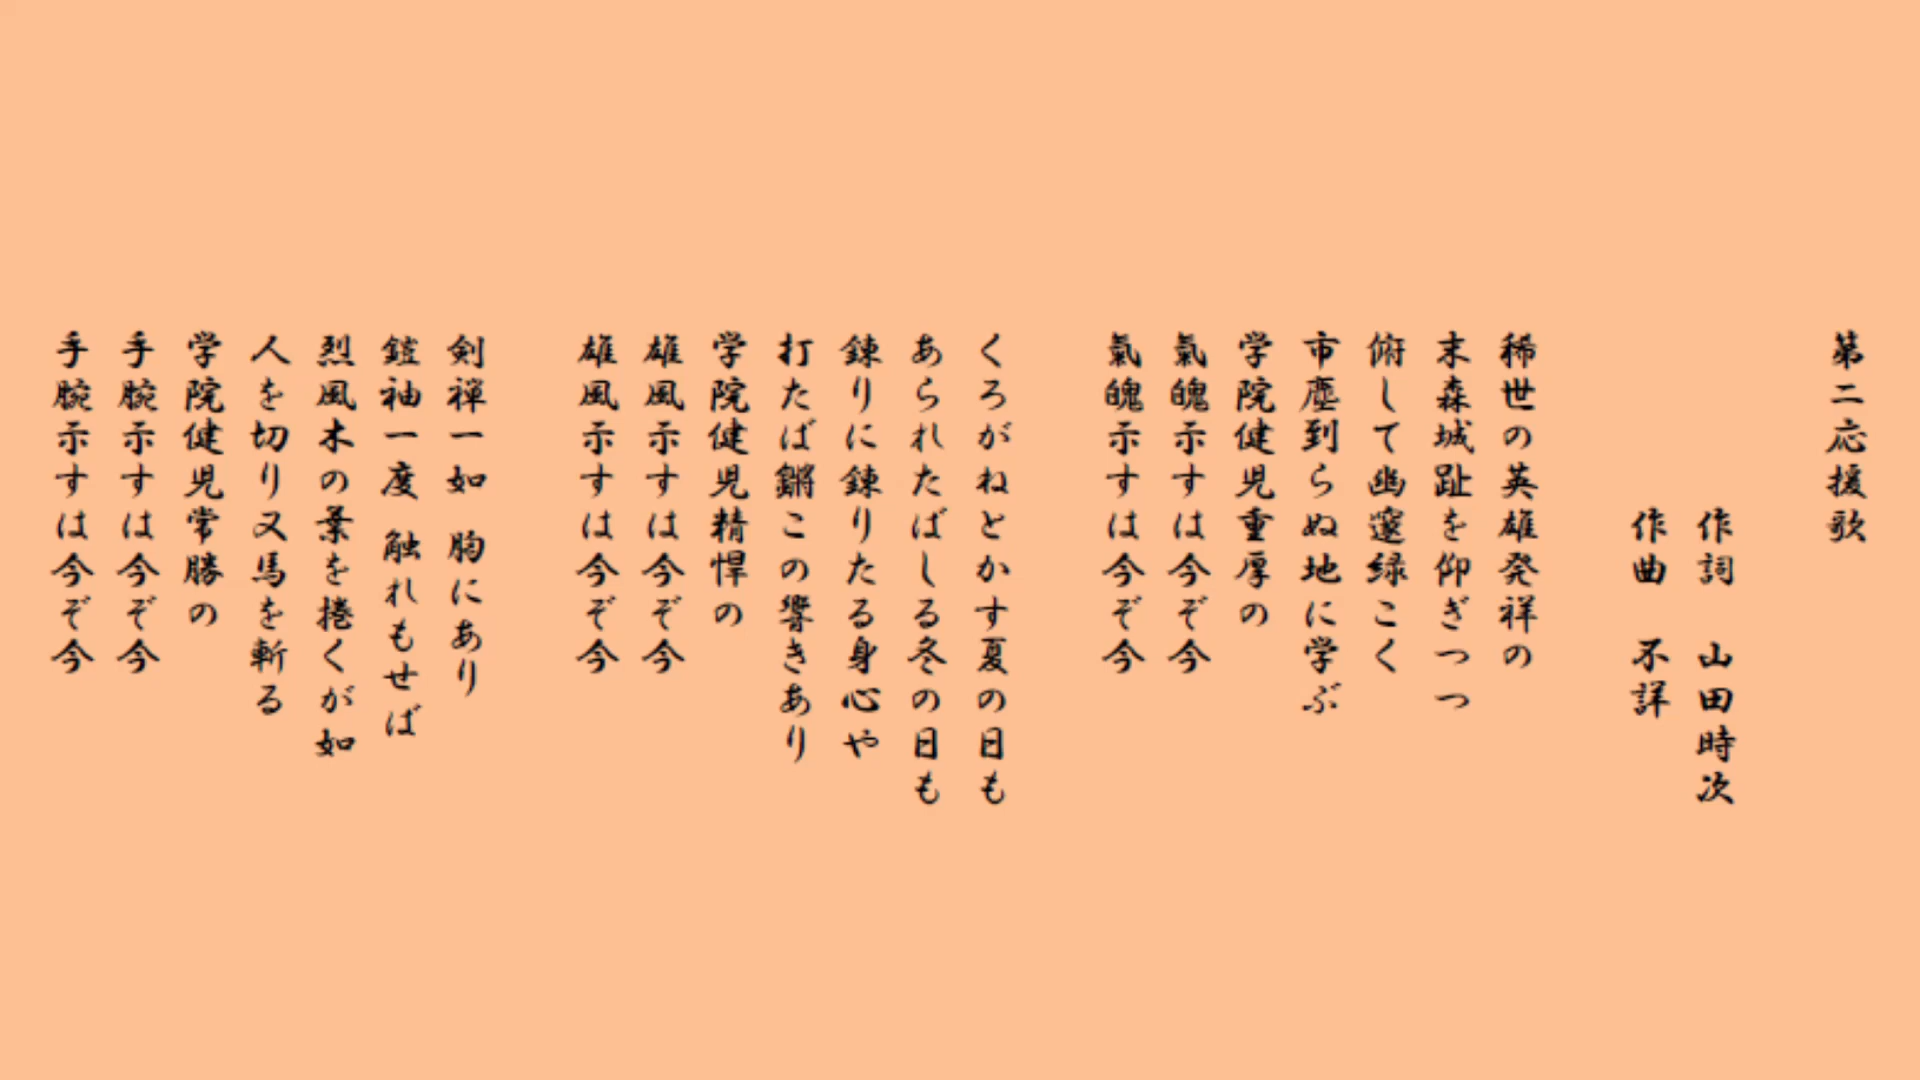 第二応援歌
作詞　山田時次
作曲　不詳
稀世の英雄発祥の
末森城趾を仰ぎつつ
俯して幽邃緑こく
市塵到らぬ地に学ぶ
学院健児重厚の
氣魄示すは今ぞ今
氣魄示すは今ぞ今
くろがねとかす夏の日も
あられたばしる冬の日も
錬りに錬りたる身心や
打たば鏘この響きあり
学院健児精悍の
雄風示すは今ぞ今
雄風示すは今ぞ今
剣禅一如　胸にあり
鎧袖一度　触れもせば
烈風木の葉を捲くが如
人を切り又馬を斬る
学院健児常勝の
手腕示すは今ぞ今
手腕示すは今ぞ今